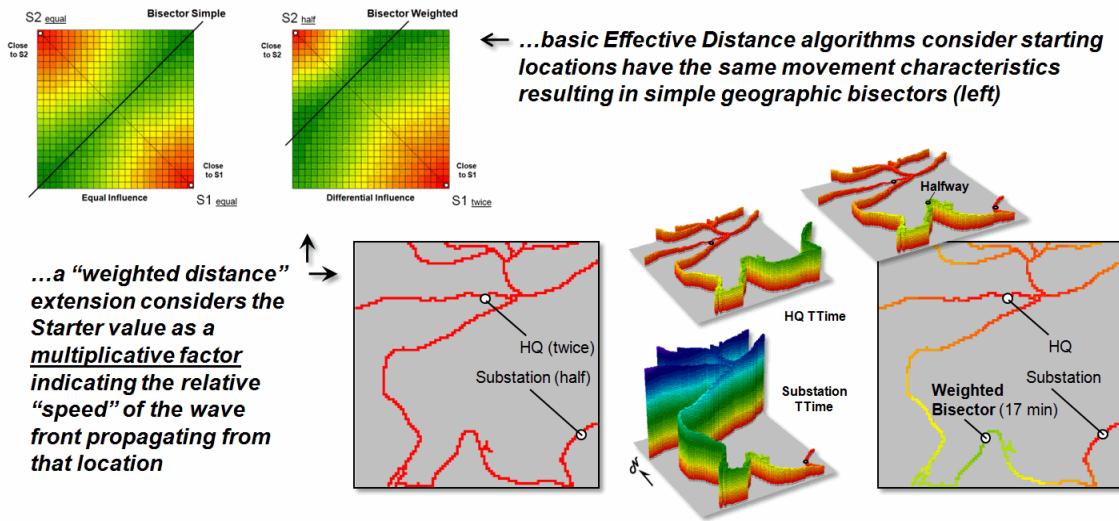 S2 equal
Bisector Simple
Close
to S2
Close
to S1
Equal Influence
S1 equal
S2 half
Bisector Weighted
Close
to S2
Close
to S1
Differential Influence
S1 twice
…basic Effective Distance algorithms consider starting
locations have the same movement characteristics
resulting in simple geographic bisectors (left)
…a “weighted distance”
extension considers the
Starter value as a
multiplicative factor
indicating the relative
“speed” of the wave
front propagating from
that location
HQ (twice)
Substation (half)
Halfway
HQ TTime
Substation
TTime
N
HQ
Substation
Weighted
Bisector (17 min)